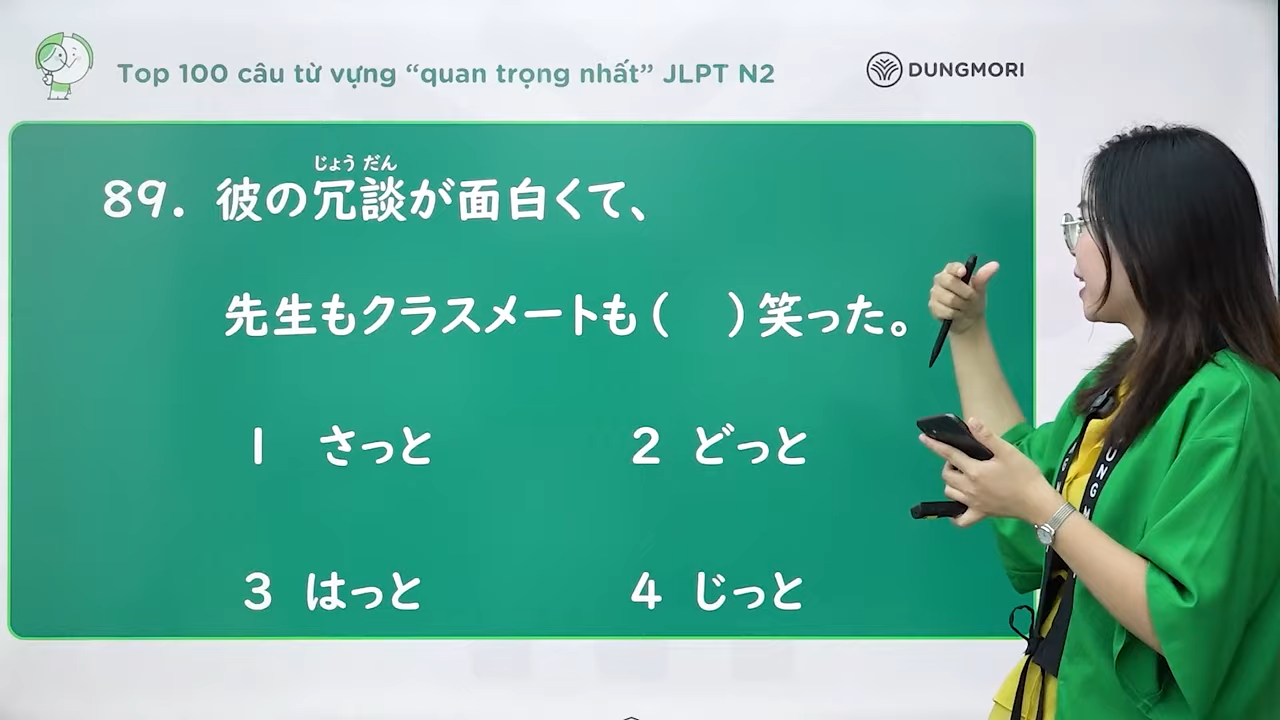 Top 100 câu từ vựng “quan trọng nhất” JLPT N2
DUNGMORI
じょう だん
89. 彼の冗談が面白くて、
先生もクラスメートも（　）笑った。
1 さっと
2 どっと
3 はっと
4 じっと